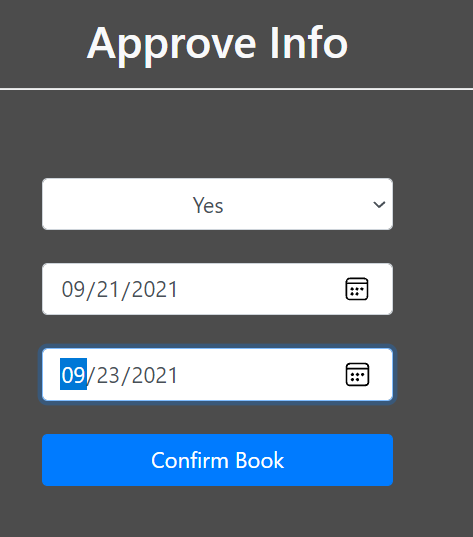 Approve Info
Yes
09/21/2021
09/23/2021
Confirm Book